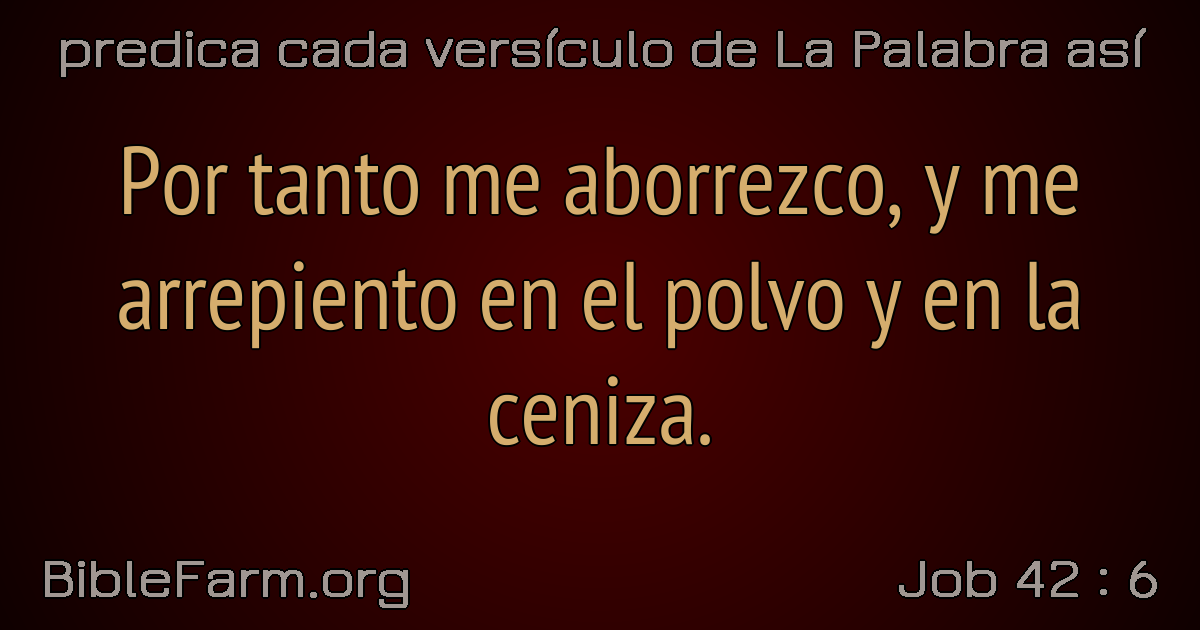 predica cada versículo de La Palabra así
Por tanto me aborrezco, y me
arrepiento en el polvo y en la
ceniza.
BibleFarm.org
Job 42 : 6